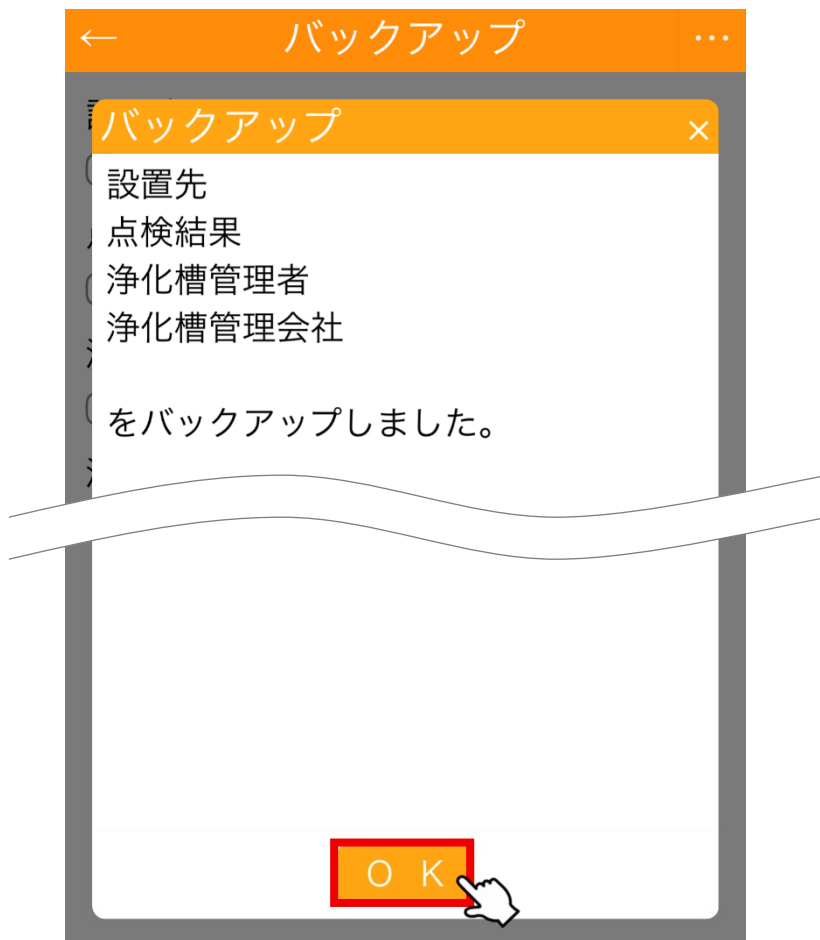 バックアップ
バックアップ
設置先
点検結果
浄化槽管理者
浄化槽管理会社
をバックアップしました。
ＯＫ